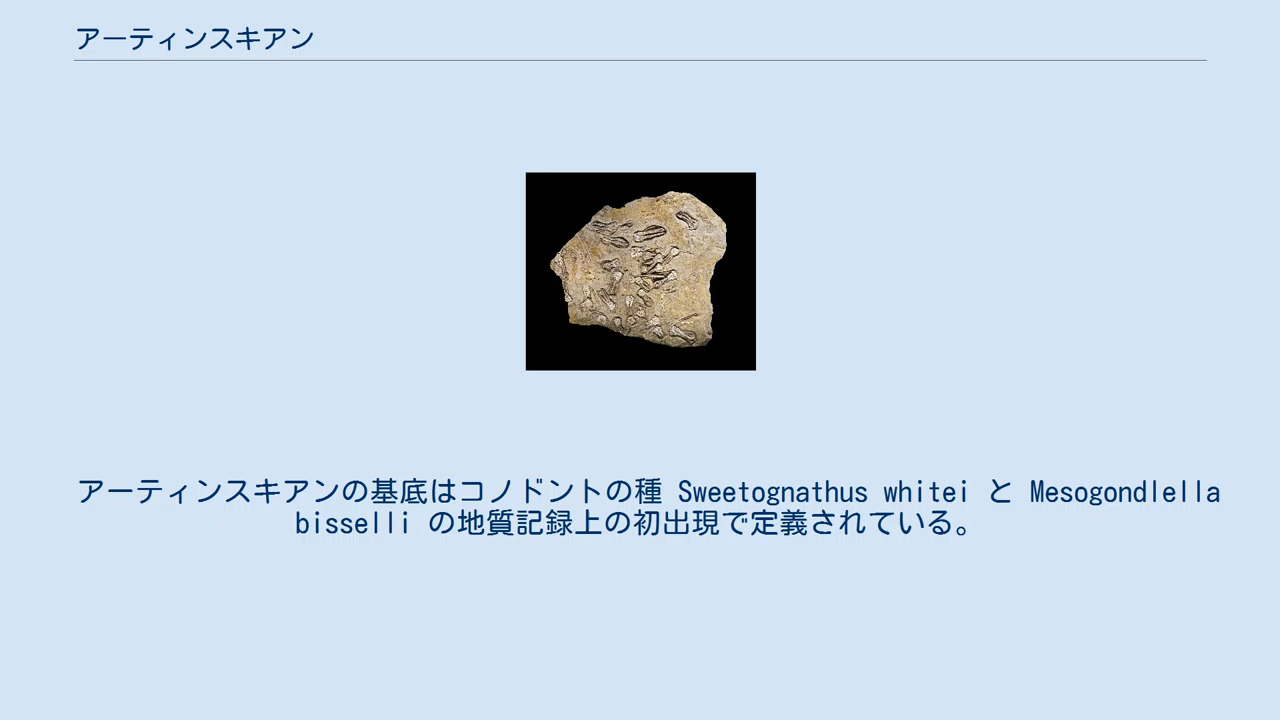 アーティンスキアン
アーティンスキアンの基底はコノドントの種 Sweetognathus whitei と Mesogondlella
bisselli の地質記録上の初出現で定義されている。